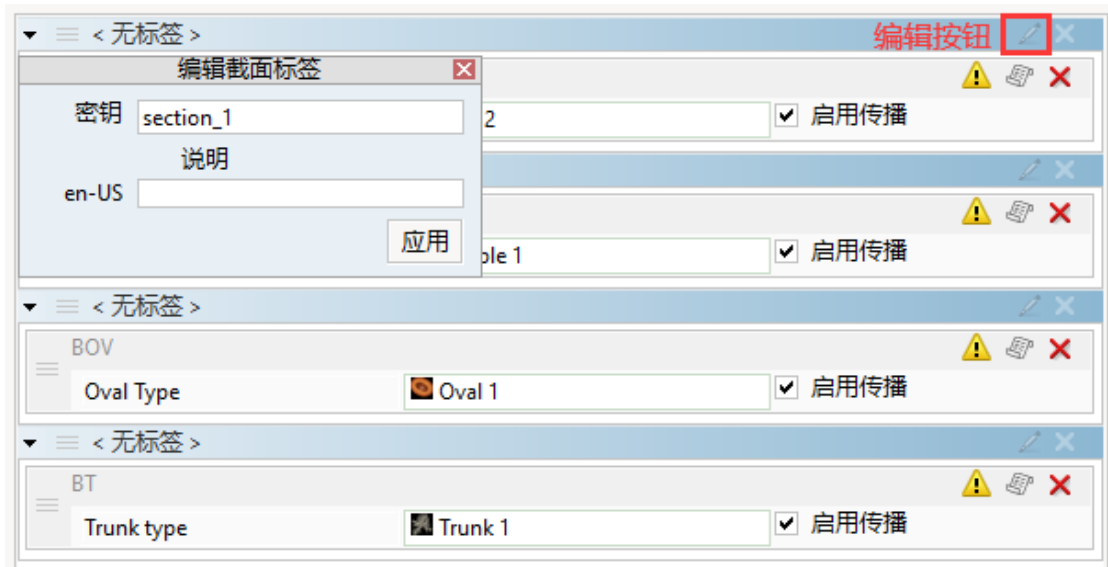 < 无标签 >
编辑按钮
编辑截面标签
密钥 section_1
2 启用传播
说明
en-US
应用
ble 1 启用传播
< 无标签 >
BOV
Oval Type Oval 1 启用传播
< 无标签 >
BT
Trunk type Trunk 1 启用传播